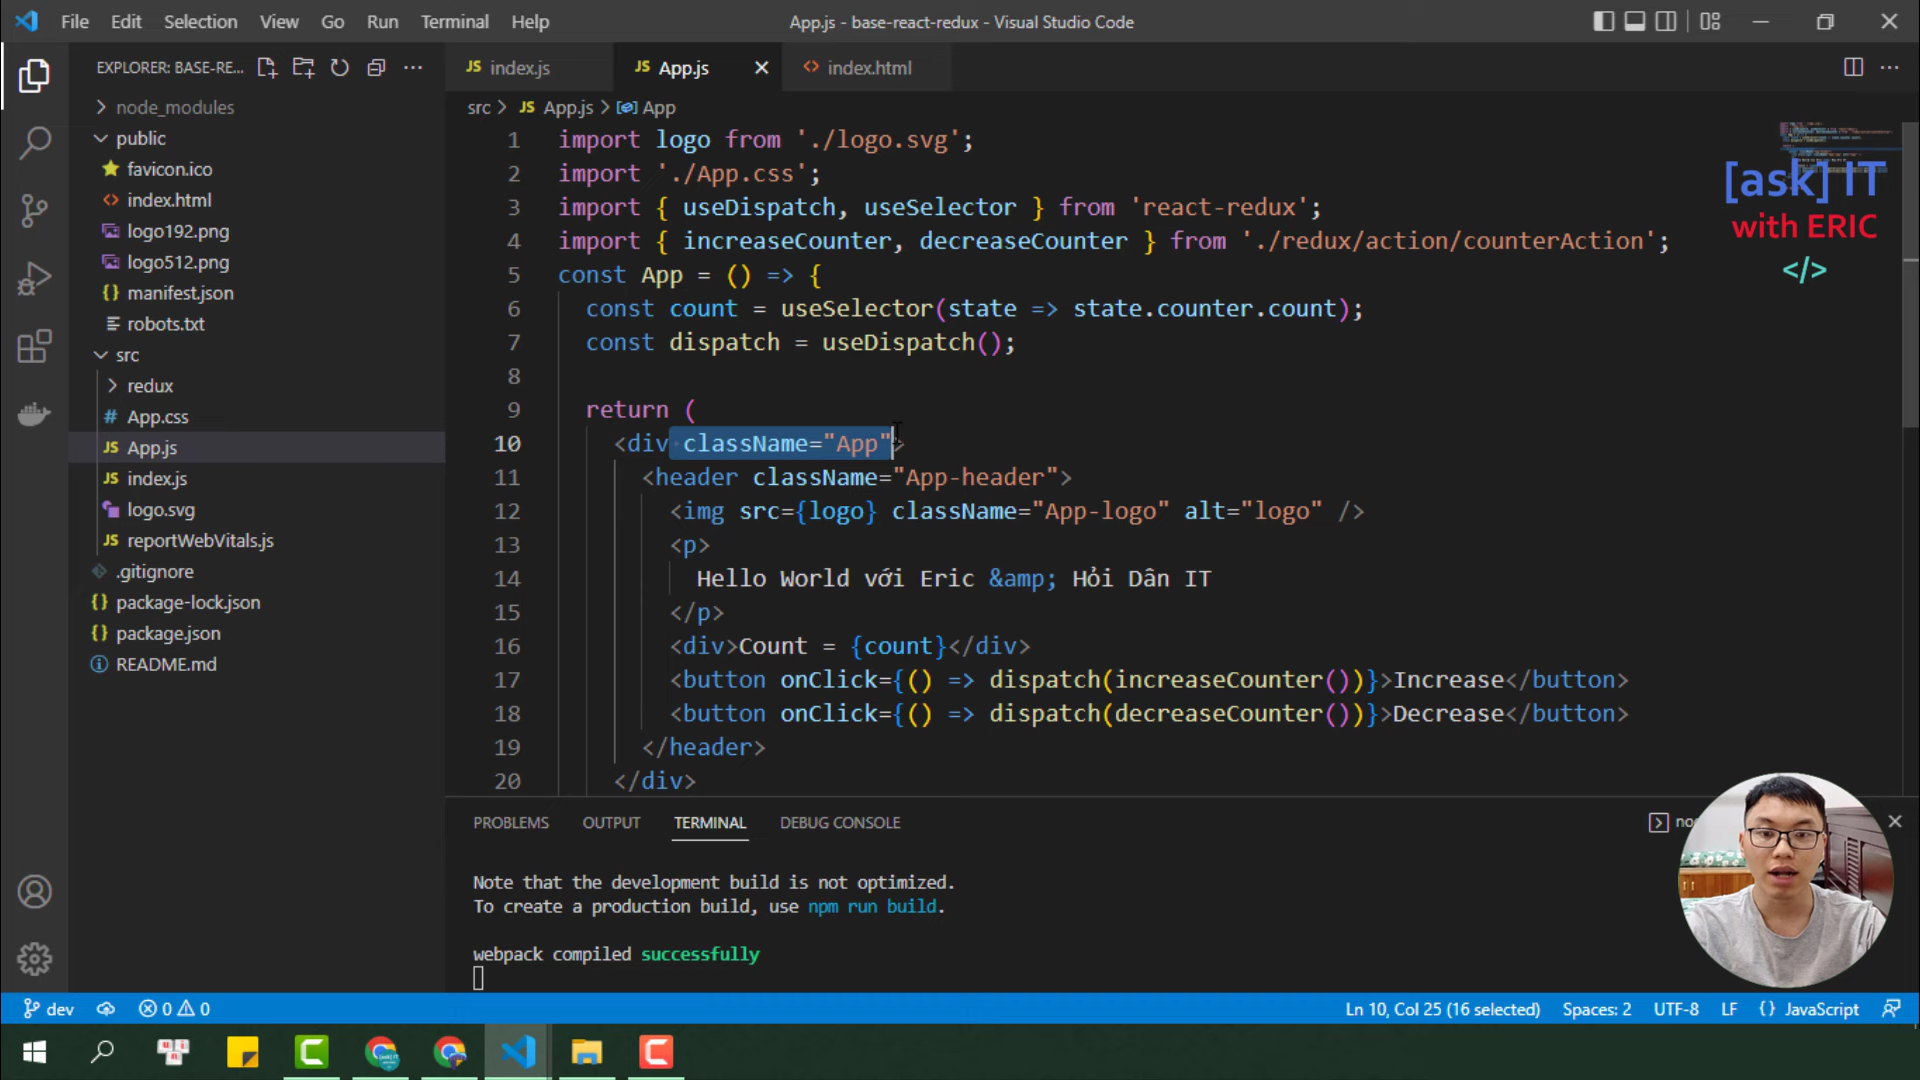 File Edit Selection View Go Run Terminal Help
App.js - base-react-redux - Visual Studio Code
EXPLORER: BASE-RE...
node_modules
public
favicon.ico
index.html
logo192.png
logo512.png
manifest.json
robots.txt
src
redux
App.css
App.js
index.js
logo.svg
reportWebVitals.js
.gitignore
package-lock.json
package.json
README.md
JS index.js JS App.js index.html
src > JS App.js > App
1 import logo from './logo.svg';
2 import './App.css';
3 import { useDispatch, useSelector } from 'react-redux';
4 import { increaseCounter, decreaseCounter } from './redux/action/counterAction';
5 const App = () => {
6 const count = useSelector(state => state.counter.count);
7 const dispatch = useDispatch();
8
9 return (
10 <div className="App">
11 <header className="App-header">
12 <img src={logo} className="App-logo" alt="logo" />
13 <p>
14 Hello World với Eric &amp; Hỏi Dân IT
15 </p>
16 <div>Count = {count}</div>
17 <button onClick={() => dispatch(increaseCounter())}>Increase</button>
18 <button onClick={() => dispatch(decreaseCounter())}>Decrease</button>
19 </header>
20 </div>
[ask] IT
with ERIC
</>
PROBLEMS OUTPUT TERMINAL DEBUG CONSOLE
Note that the development build is not optimized.
To create a production build, use npm run build.
webpack compiled successfully
dev 0 0
Ln 10, Col 25 (16 selected) Spaces: 2 UTF-8 LF {} JavaScript